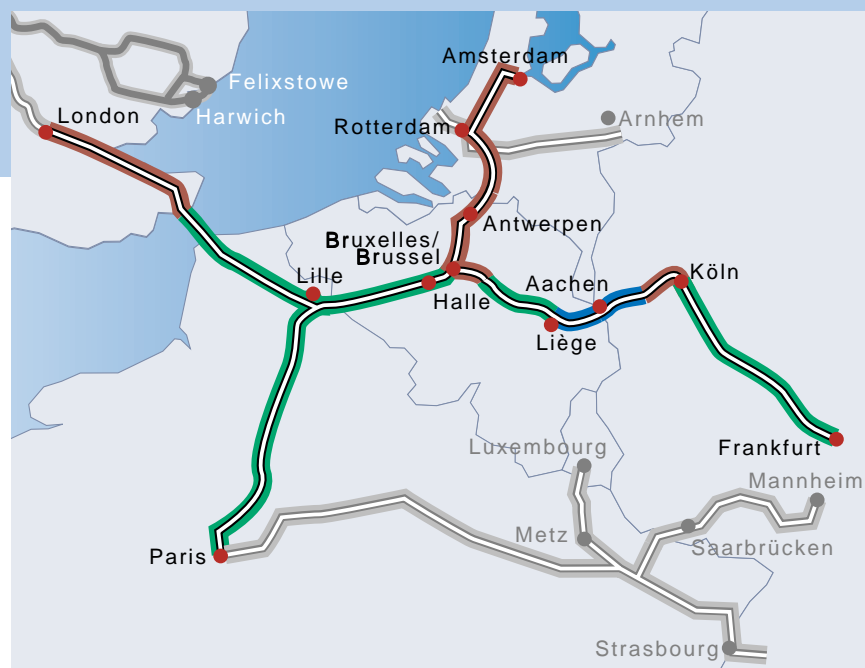 Amsterdam
Felixstowe
London
Harwich
Rotterdam
Arnhem
Antwerpen
Bruxelles/
Brussel
Lille
Halle
Aachen
Köln
Liège
Luxembourg
Frankfurt
Mannheim
Metz
Saarbrücken
Paris
Strasbourg